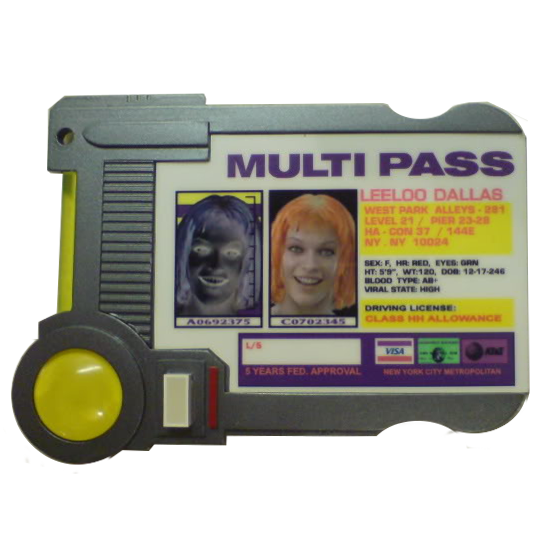 MULTI PASS
LEELOO DALLAS
WEST PARK ALLEYS - 281
LEVEL 21 / PIER 23-28
HA - CON 37 / 144E
NY. NY 10024
SEX: F, HR: RED, EYES: GRN
HT: 5'9", WT:120, DOB: 12-17-246
BLOOD TYPE: AB+
VIRAL STATE: HIGH
DRIVING LICENSE:
CLASS HH ALLOWANCE
A0692375
C0702345
L/S
VISA
AT&T
5 YEARS FED. APPROVAL
NEW YORK CITY METROPOLITAN